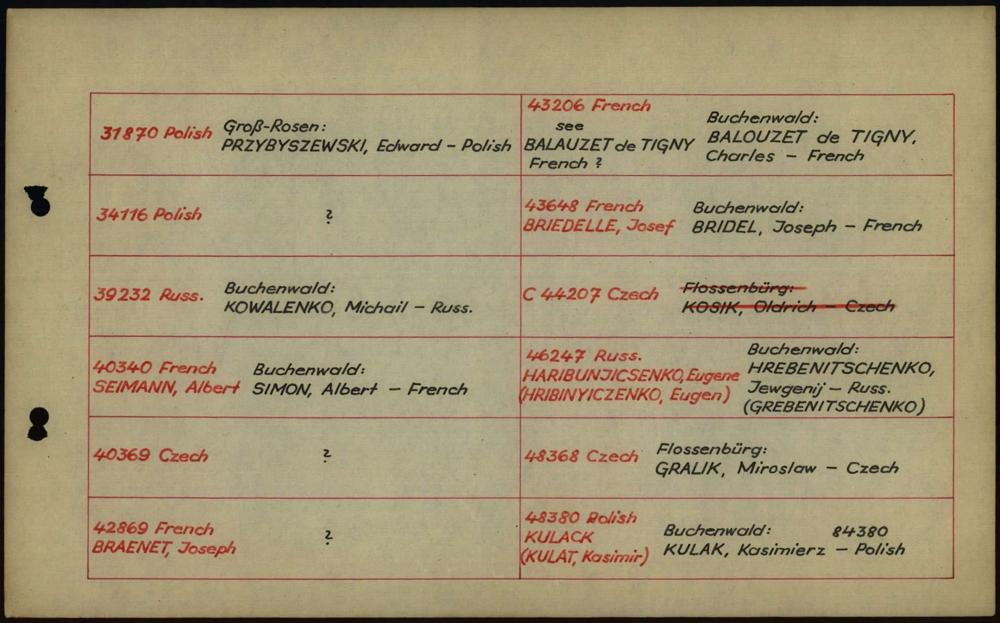 31870 Polish
Groß-Rosen:
PRZYBYSZEWSKI, Edward – Polish
43206 French
see
BALAUZET de TIGNY
French ?
Buchenwald:
BALOUZET de TIGNY,
Charles – French
34116 Polish
?
43648 French
BRIEDELLE, Josef
Buchenwald:
BRIDEL, Joseph – French
39232 Russ.
Buchenwald:
KOWALENKO, Michail – Russ.
C 44207 Czech
Flossenbürg:
KOSIK, Oldrich – Czech
40340 French
SEIMANN, Albert
Buchenwald:
SIMON, Albert – French
46247 Russ.
HARIBUNJICSENKO, Eugene
(HRIBINYICZENKO, Eugen)
Buchenwald:
HREBENITSCHENKO,
Jewgenij – Russ.
(GREBENITSCHENKO)
40369 Czech
?
48368 Czech
Flossenbürg:
GRALIK, Miroslaw – Czech
42869 French
BRAENET, Joseph
?
48380 Polish
KULACK
(KULAT, Kasimir)
Buchenwald: 84380
KULAK, Kasimierz – Polish